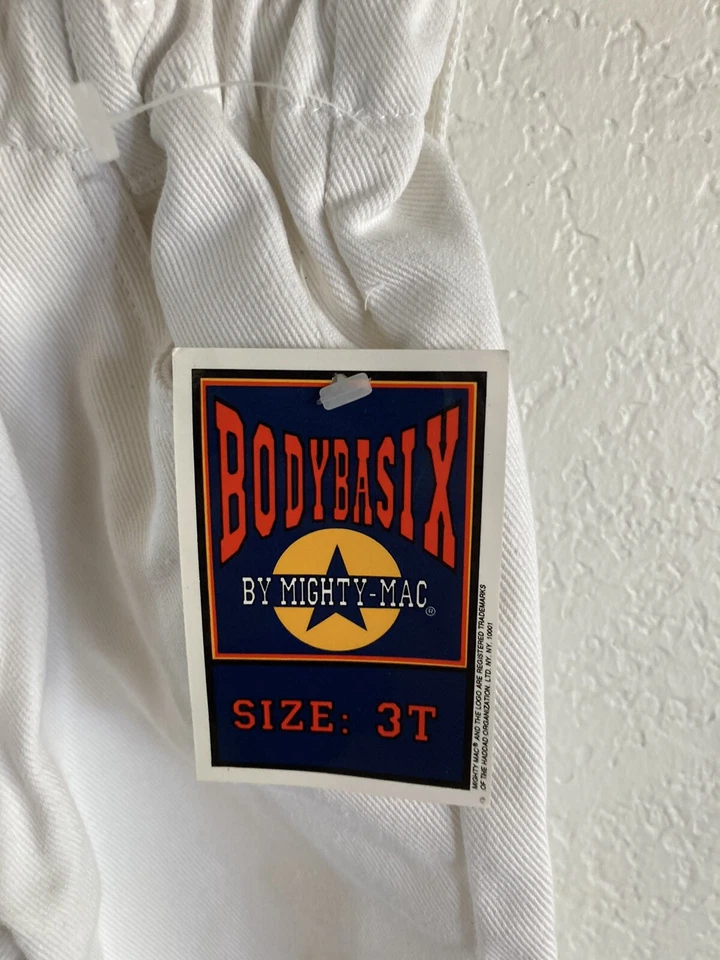 BODYBASIX
BY MIGHTY-MAC®
SIZE: 3T
MIGHTY MAC® AND THE LOGO ARE REGISTERED TRADEMARKS
OF THE HADDAD ORGANIZATION, LTD. NY, NY. 10001